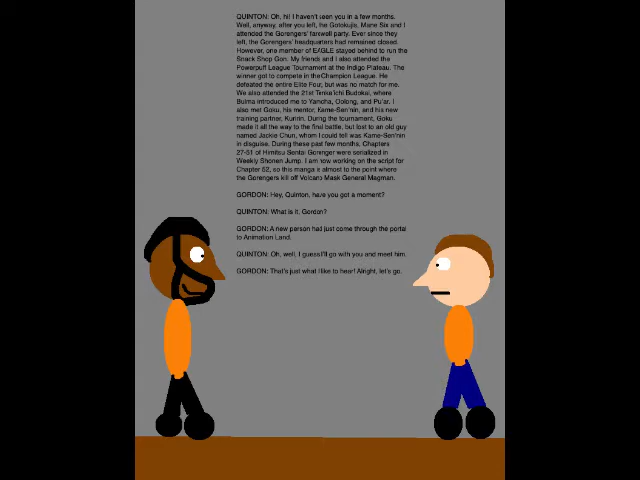 QUINTON: Oh, hi! I haven't seen you in a few months.
Well, anyway, after you left, the Gotokujis, Mane Six and I
attended the Gorengers' farewell party. Ever since they
left, the Gorengers' headquarters had remained closed.
However, one member of EAGLE stayed behind to run the
Snack Shop Gon. My friends and I also attended the
Powerpuff League Tournament at the Indigo Plateau. The
winner got to compete in the Champion League. He
defeated the entire Elite Four, but was no match for me.
We also attended the 21st Tenkaichi Budokai, where
Bulma introduced me to Yamcha, Oolong, and Pu'ar. I
also met Goku, his mentor, Kame-Sen'nin, and his new
training partner, Kuririn. During the tournament, Goku
made it all the way to the final battle, but lost to an old guy
named Jackie Chun, whom I could tell was Kame-Sen'nin
in disguise. During these past few months, Chapters
27-51 of Himitsu Sentai Gorenger were serialized in
Weekly Shonen Jump. I am now working on the script for
Chapter 52, so this manga is almost to the point where
the Gorengers kill off Volcano Mask General Magman.
GORDON: Hey, Quinton, have you got a moment?
QUINTON: What is it, Gordon?
GORDON: A new person had just come through the portal
to Animation Land.
QUINTON: Oh, well, I guess I'll go with you and meet him.
GORDON: That's just what I like to hear! Alright, let's go.